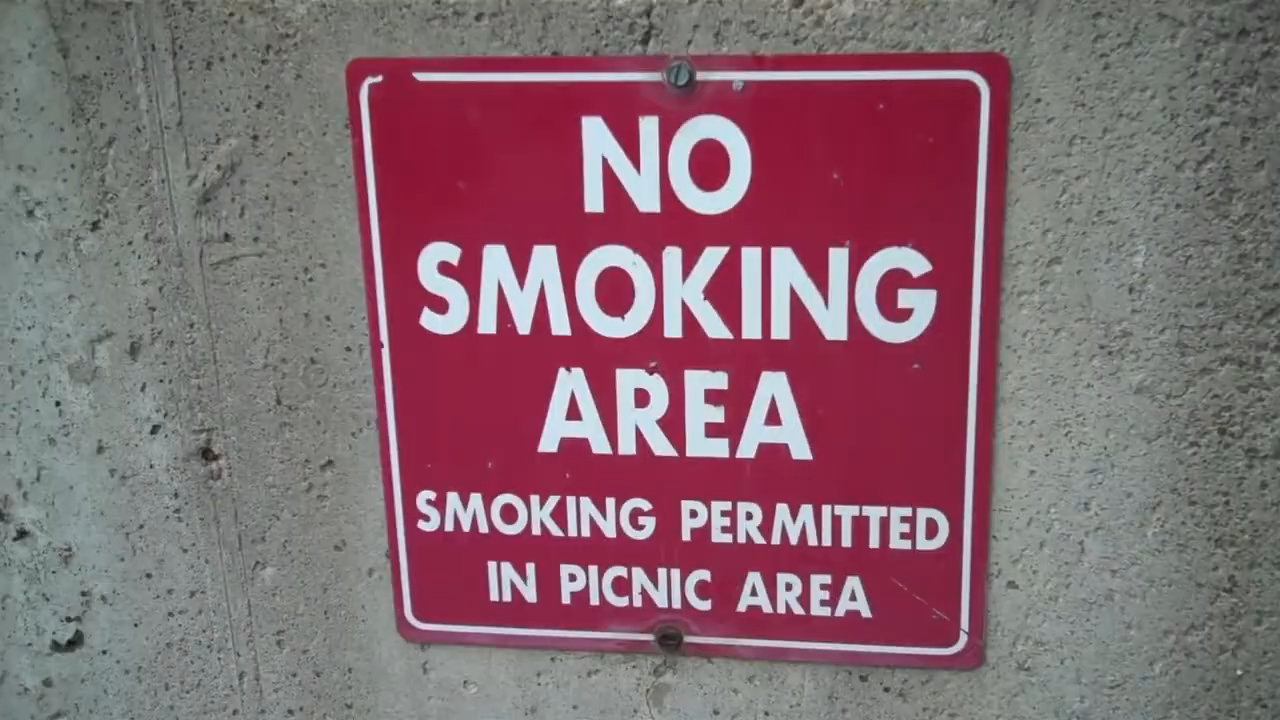 NO
SMOKING
AREA
SMOKING PERMITTED
IN PICNIC AREA